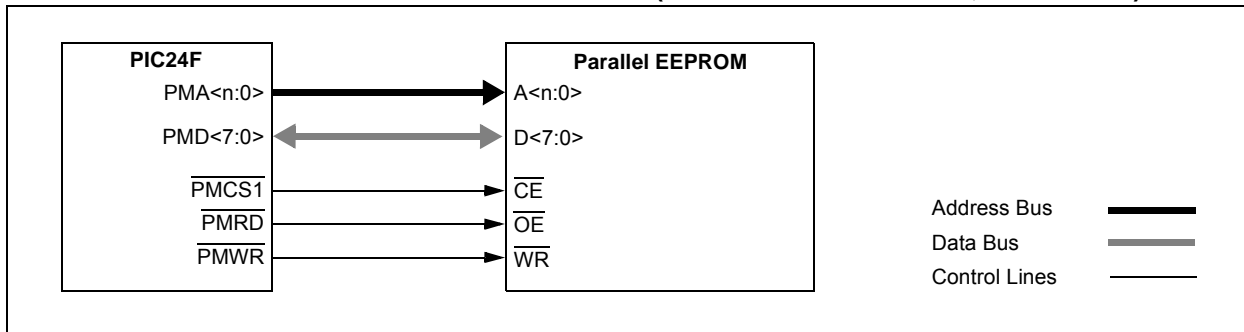 PIC24F
Parallel EEPROM
PMA<n:0>
A<n:0>
PMD<7:0>
D<7:0>
PMCS1
CE
PMRD
OE
PMWR
WR
Address Bus
Data Bus
Control Lines